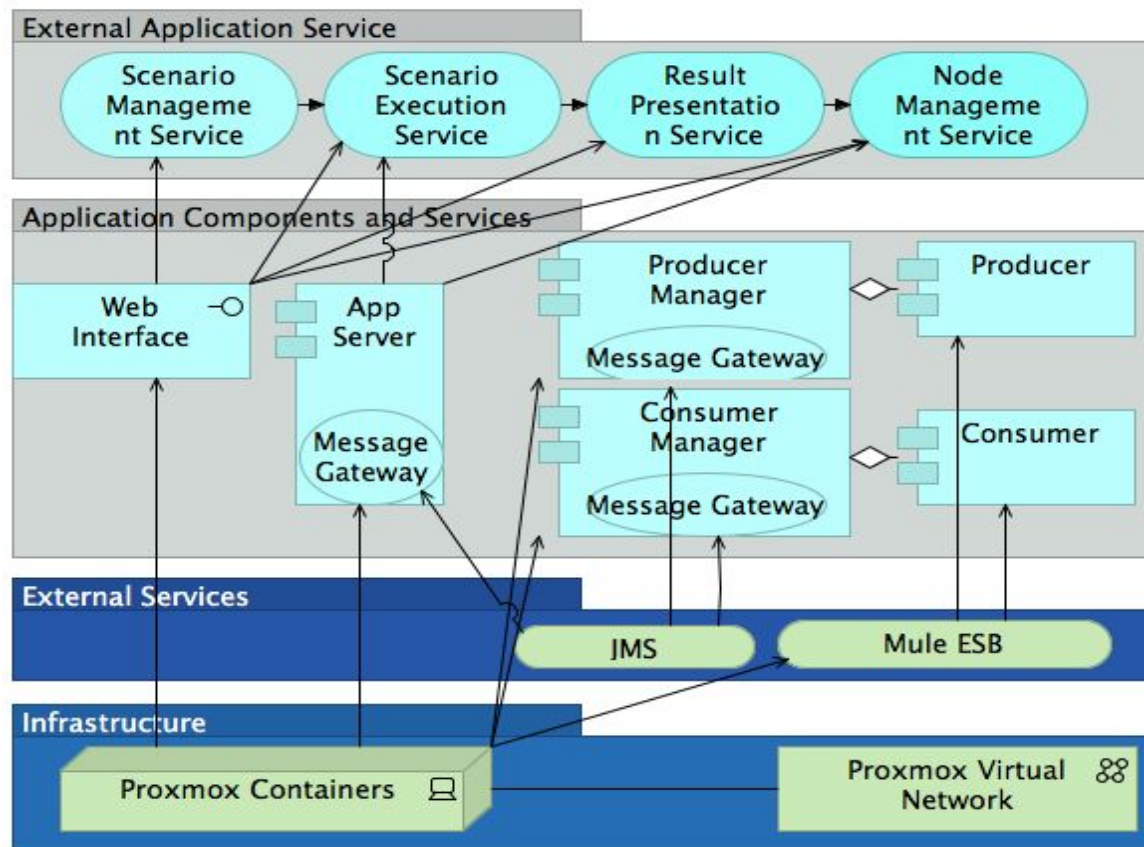 External Application Service
Scenario
Manageme
nt Service
Scenario
Execution
Service
Result
Presentatio
n Service
Node
Manageme
nt Service
Application Components and Services
Web
Interface
App
Server
Message
Gateway
Producer
Manager
Message Gateway
Producer
Consumer
Manager
Message Gateway
Consumer
External Services
JMS
Mule ESB
Infrastructure
Proxmox Containers
Proxmox Virtual
Network